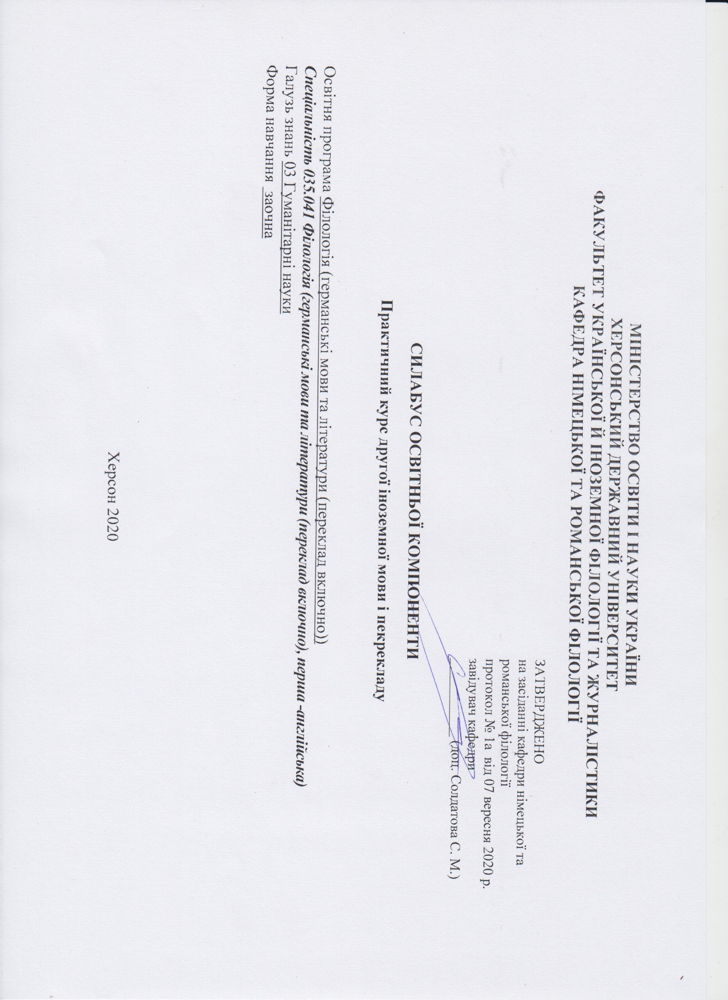 МІНІСТЕРСТВО ОСВІТИ І НАУКИ УКРАЇНИ
ХЕРСОНСЬКИЙ ДЕРЖАВНИЙ УНІВЕРСИТЕТ
ФАКУЛЬТЕТ УКРАЇНСЬКОЇ Й ІНОЗЕМНОЇ ФІЛОЛОГІЇ ТА ЖУРНАЛІСТИКИ
КАФЕДРА НІМЕЦЬКОЇ ТА РОМАНСЬКОЇ ФІЛОЛОГІЇ
ЗАТВЕРДЖЕНО
на засіданні кафедри німецької та
романської філології
протокол № 1а від 07 вересня 2020 р.
завідувач кафедри
(доц. Солдатова С. М.)
СИЛАБУС ОСВІТНЬОЇ КОМПОНЕНТИ
Практичний курс другої іноземної мови і пекрекладу
Освітня програма Філологія (германські мови та літератури (переклад включно))
Спеціальність 035.041 Філологія (германські мови та літератури (переклад включно), перша -англійська)
Галузь знань 03 Гуманітарні науки
Форма навчання заочна
Херсон 2020